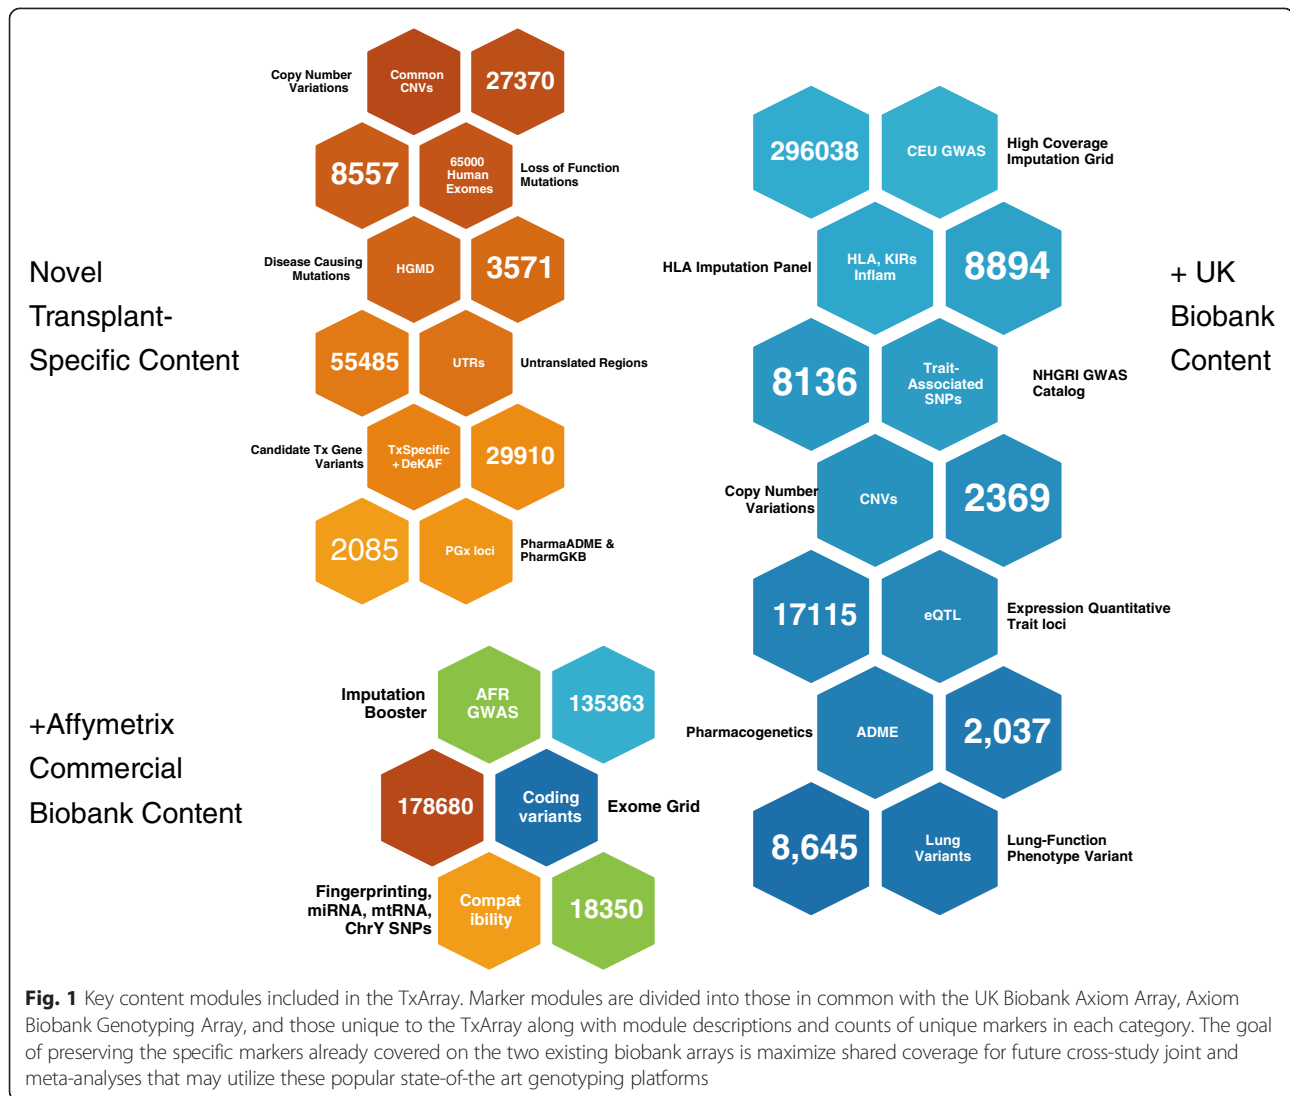 Copy Number
Variations
Common
CNVs
27370
8557
65000
Human
Exomes
Loss of Function
Mutations
Disease Causing
Mutations
HGMD
3571
55485
UTRs
Untranslated Regions
Candidate Tx Gene
Variants
TxSpecific
+DeKAF
29910
2085
PGx loci
PharmaADME &
PharmGKB
Novel
Transplant-
Specific Content
296038
CEU GWAS
High Coverage
Imputation Grid
HLA Imputation Panel
HLA, KIRs
Inflam
8894
8136
Trait-
Associated
SNPs
NHGRI GWAS
Catalog
Copy Number
Variations
CNVs
2369
17115
eQTL
Expression Quantitative
Trait loci
Pharmacogenetics
ADME
2,037
8,645
Lung
Variants
Lung-Function
Phenotype Variant
+ UK
Biobank
Content
+Affymetrix
Commercial
Biobank Content
Imputation
Booster
AFR
GWAS
135363
178680
Coding
variants
Exome Grid
Fingerprinting,
miRNA, mtRNA,
ChrY SNPs
Compat-
ibility
18350
Fig. 1 Key content modules included in the TxArray. Marker modules are divided into those in common with the UK Biobank Axiom Array, Axiom
Biobank Genotyping Array, and those unique to the TxArray along with module descriptions and counts of unique markers in each category. The goal
of preserving the specific markers already covered on the two existing biobank arrays is maximize shared coverage for future cross-study joint and
meta-analyses that may utilize these popular state-of-the art genotyping platforms